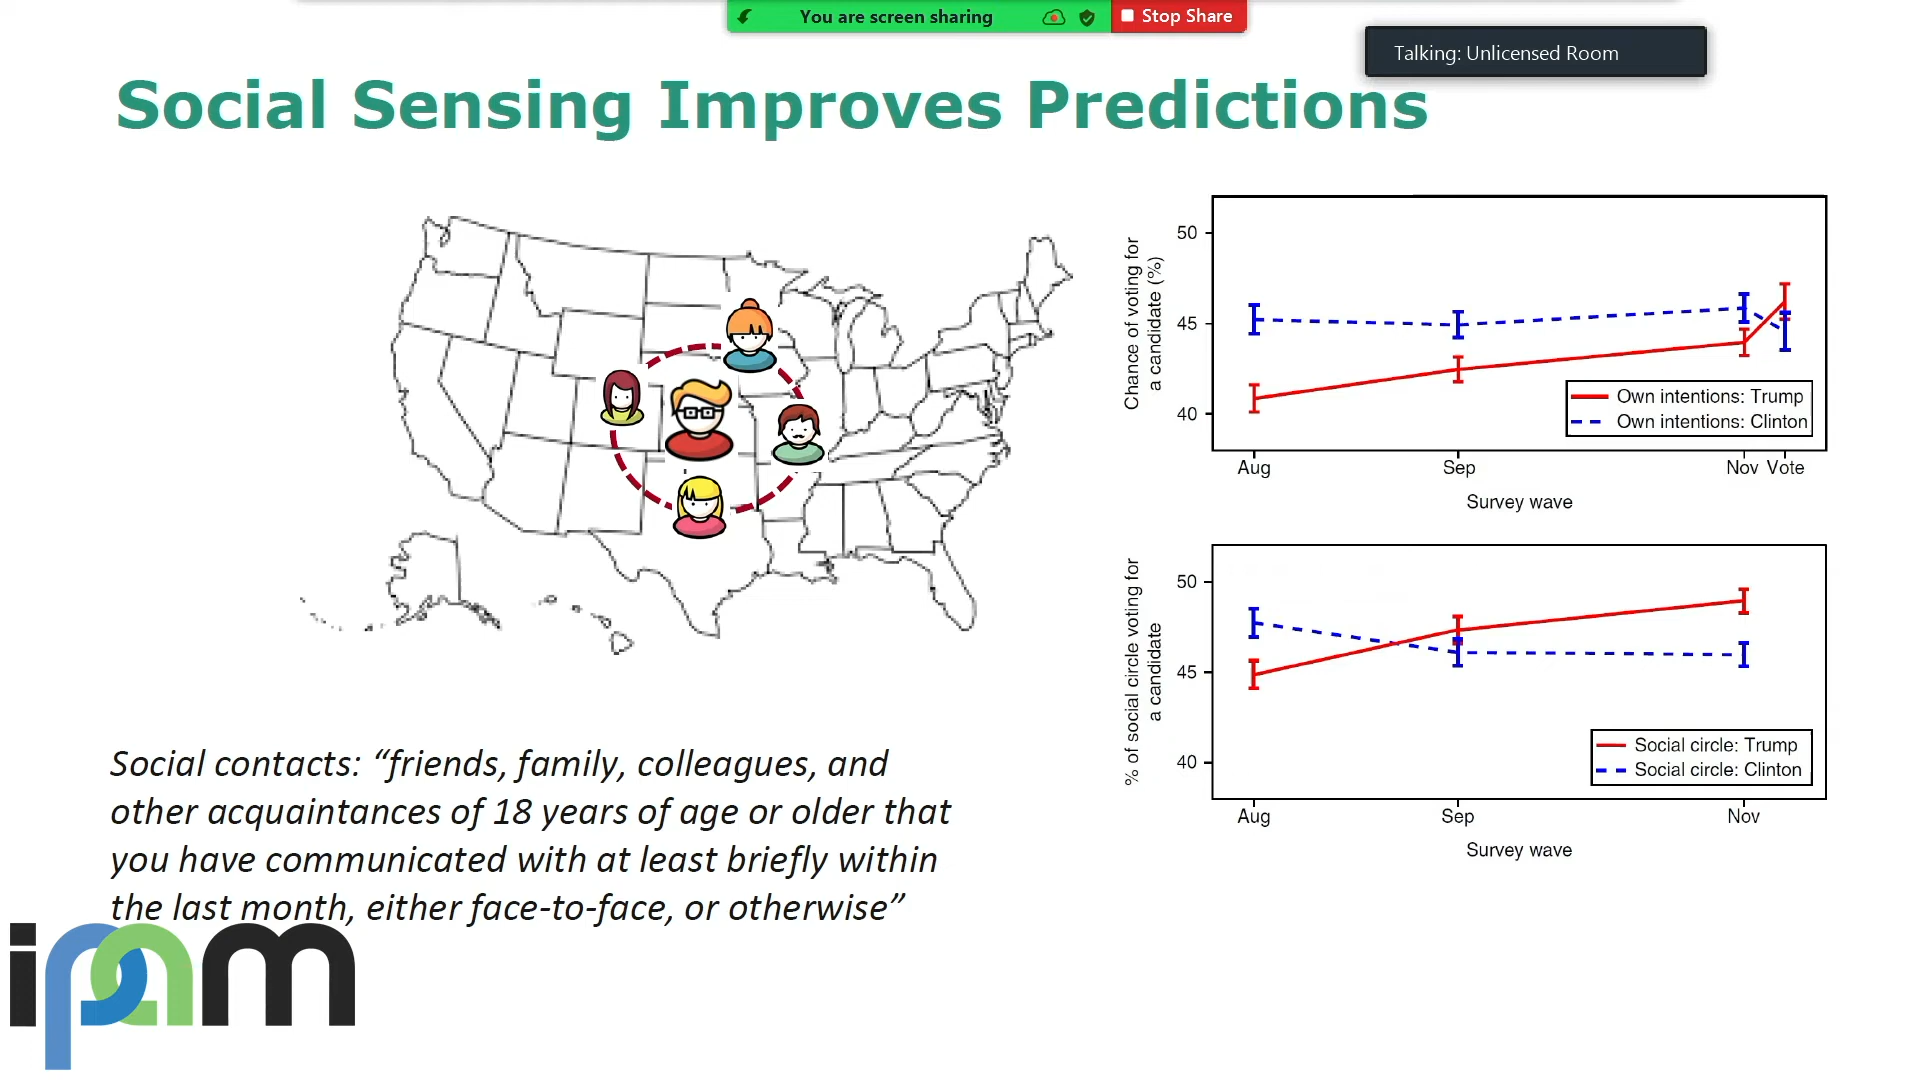 You are screen sharing
Stop Share
Talking: Unlicensed Room
Social Sensing Improves Predictions
Chance of voting for
a candidate (%)
50
45
40
Own intentions: Trump
Own intentions: Clinton
Aug
Sep
Nov
Vote
Survey wave
% of social circle voting for
a candidate
50
45
40
Social circle: Trump
Social circle: Clinton
Aug
Sep
Nov
Survey wave
Social contacts: “friends, family, colleagues, and
other acquaintances of 18 years of age or older that
you have communicated with at least briefly within
the last month, either face-to-face, or otherwise”
ipam